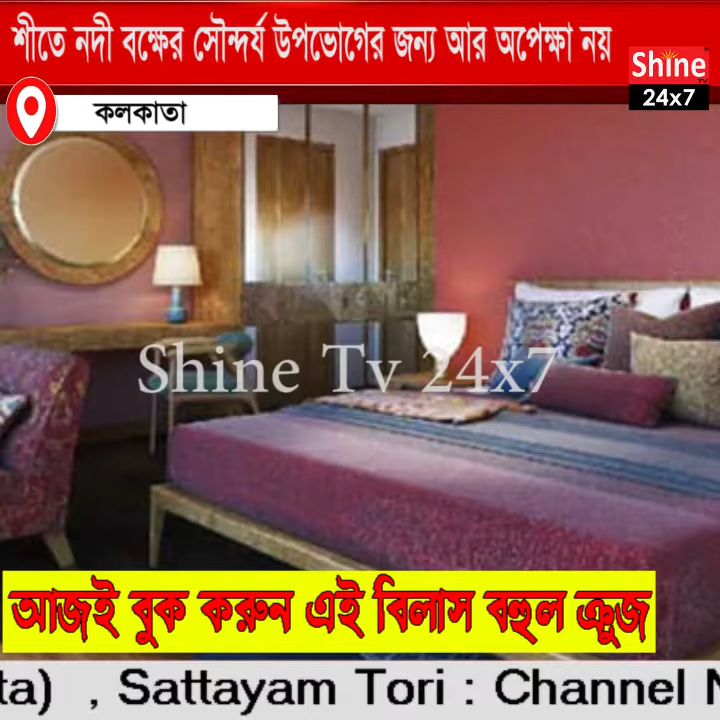 শীতে নদী বক্ষের সৌন্দর্য উপভোগের জন্য আর অপেক্ষা নয়
Shine TV
24x7
কলকাতা
Shine Tv 24x7
আজই বুক করুন এই বিলাস বহুল ক্রুজ
ta) , Sattayam Tori : Channel N